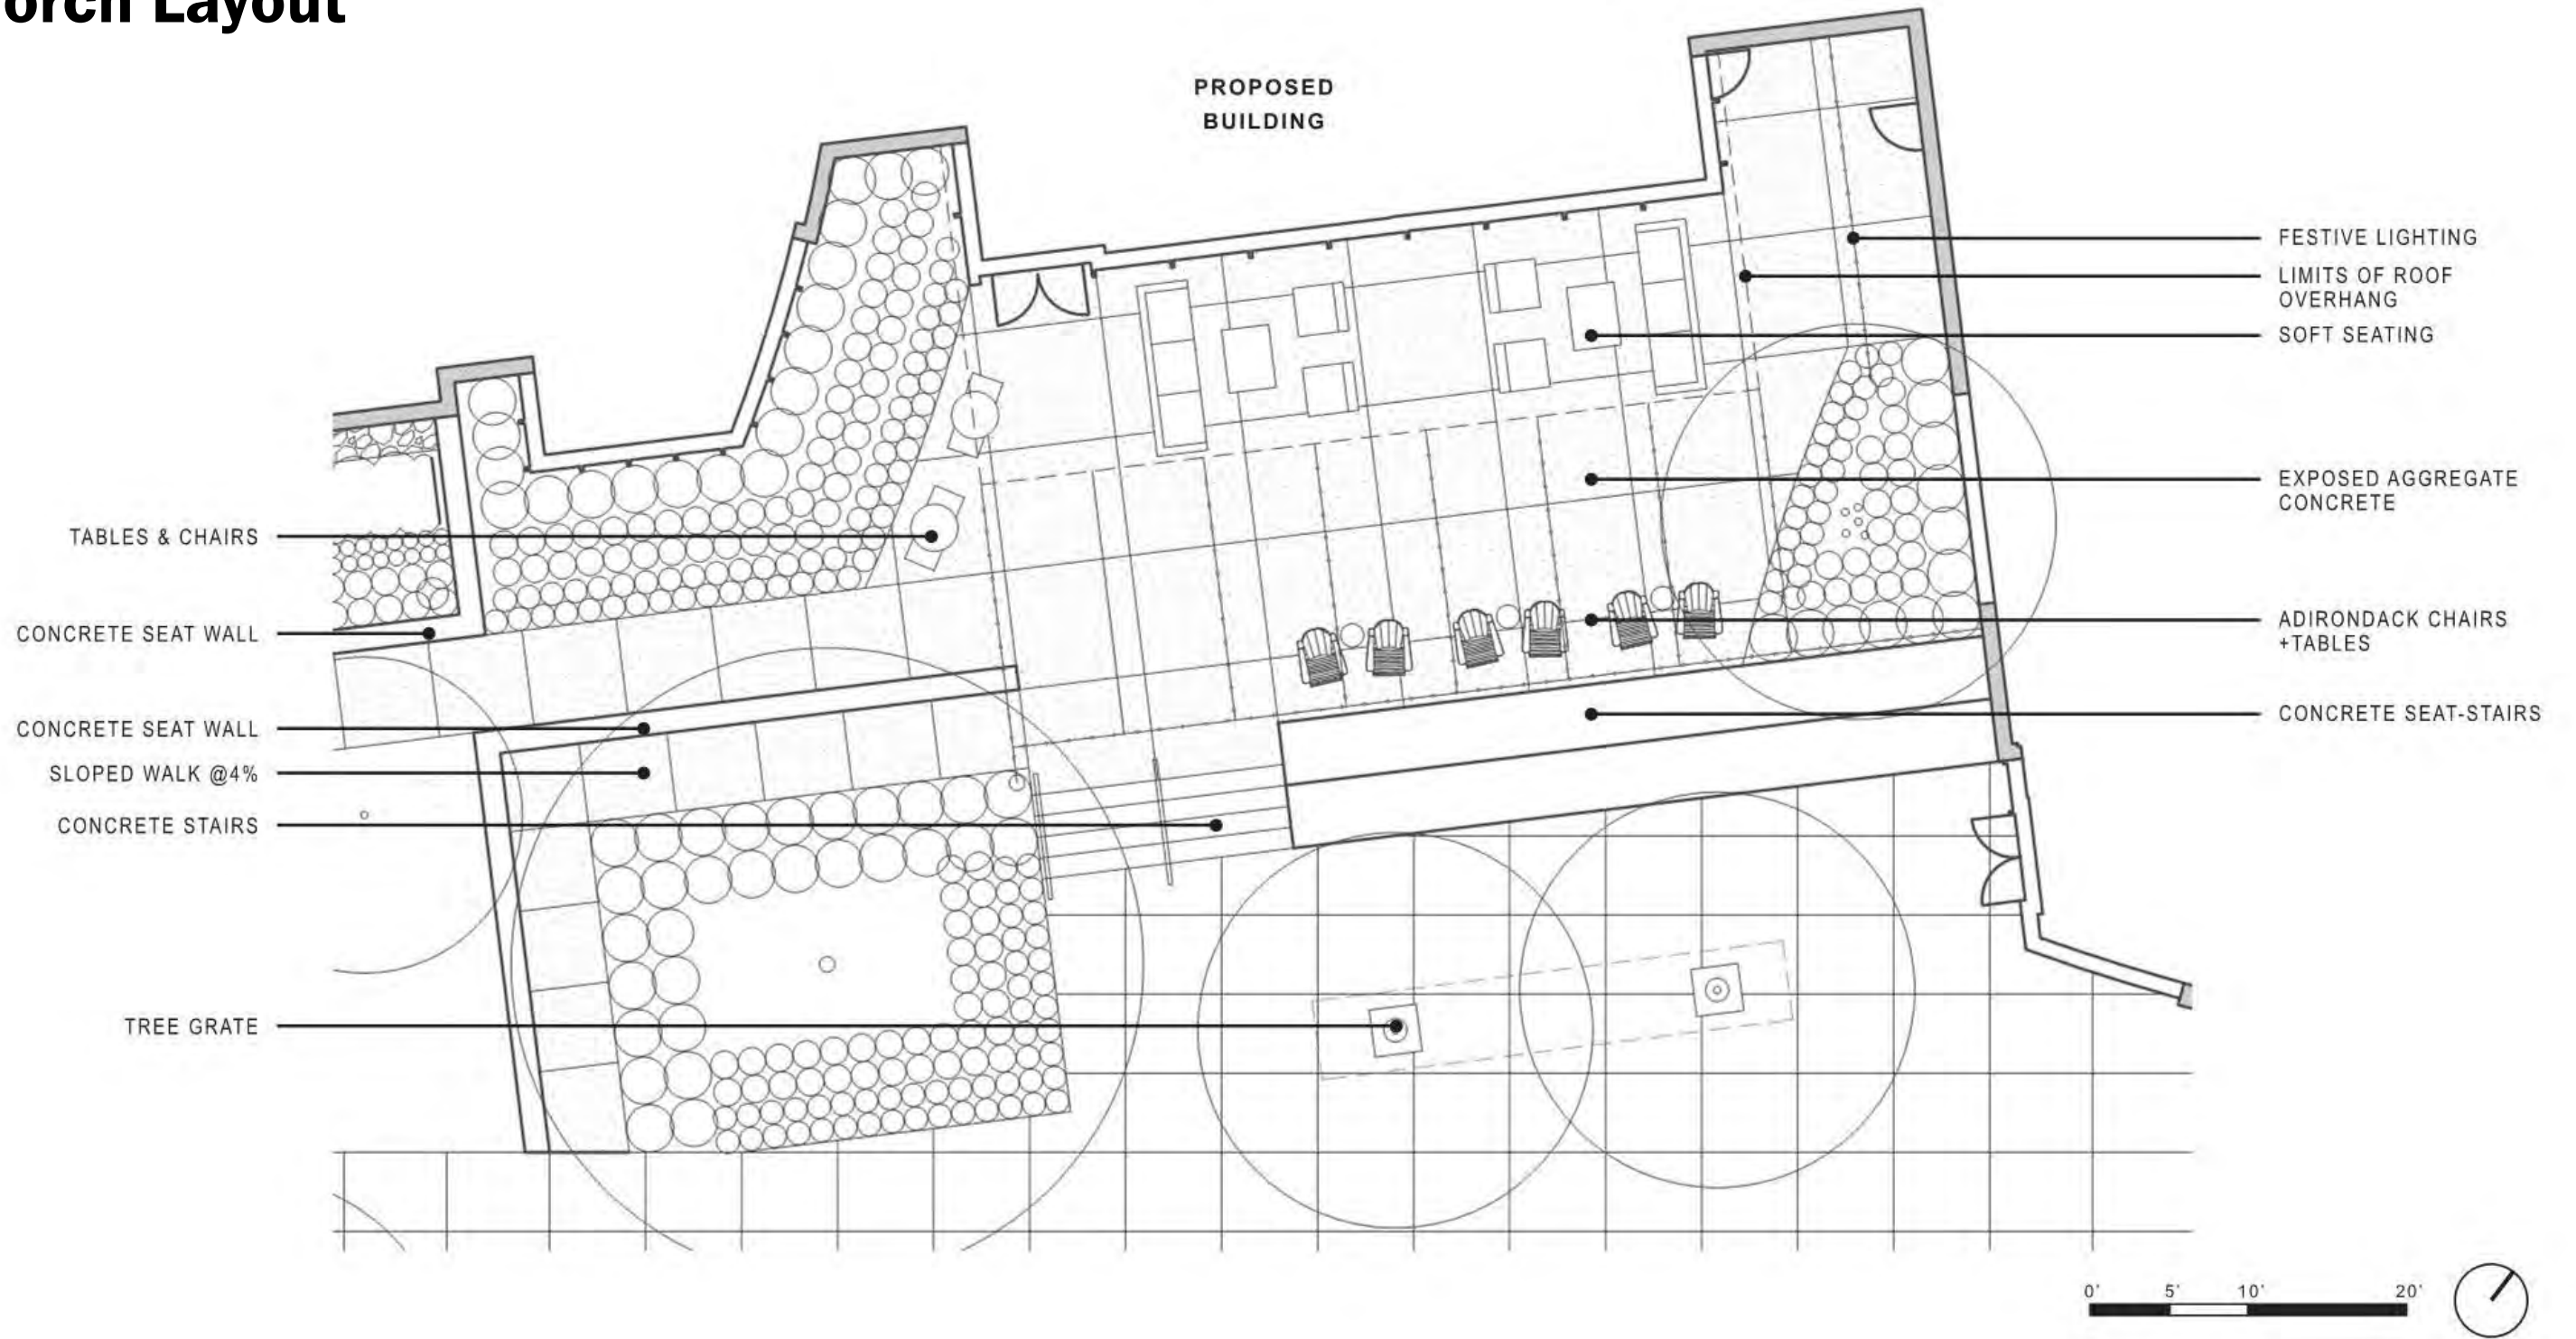 orch Layout
PROPOSED
BUILDING
FESTIVE LIGHTING
LIMITS OF ROOF
OVERHANG
SOFT SEATING
EXPOSED AGGREGATE
CONCRETE
ADIRONDACK CHAIRS
+TABLES
CONCRETE SEAT-STAIRS
TABLES & CHAIRS
CONCRETE SEAT WALL
CONCRETE SEAT WALL
SLOPED WALK @4%
CONCRETE STAIRS
TREE GRATE
0' 5' 10' 20'